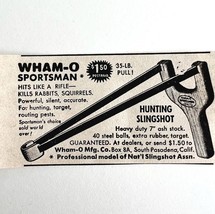 WHAM-O
SPORTSMAN *
$1.50
POSTPAID
35-LB.
PULL!
HITS LIKE A RIFLE—
KILLS RABBITS, SQUIRRELS.
Powerful, silent, accurate.
For hunting, target,
routing pests.
Sportsmen's choice
sold world
over!
HUNTING
SLINGSHOT
Heavy duty 7" ash stock.
40 steel balls, extra rubber, target.
GUARANTEED. At dealers, or send $1.50 to
Wham-O Mfg. Co. Box 8A, South Pasadena, Calif.
* Professional model of Nat'l Slingshot Assn.